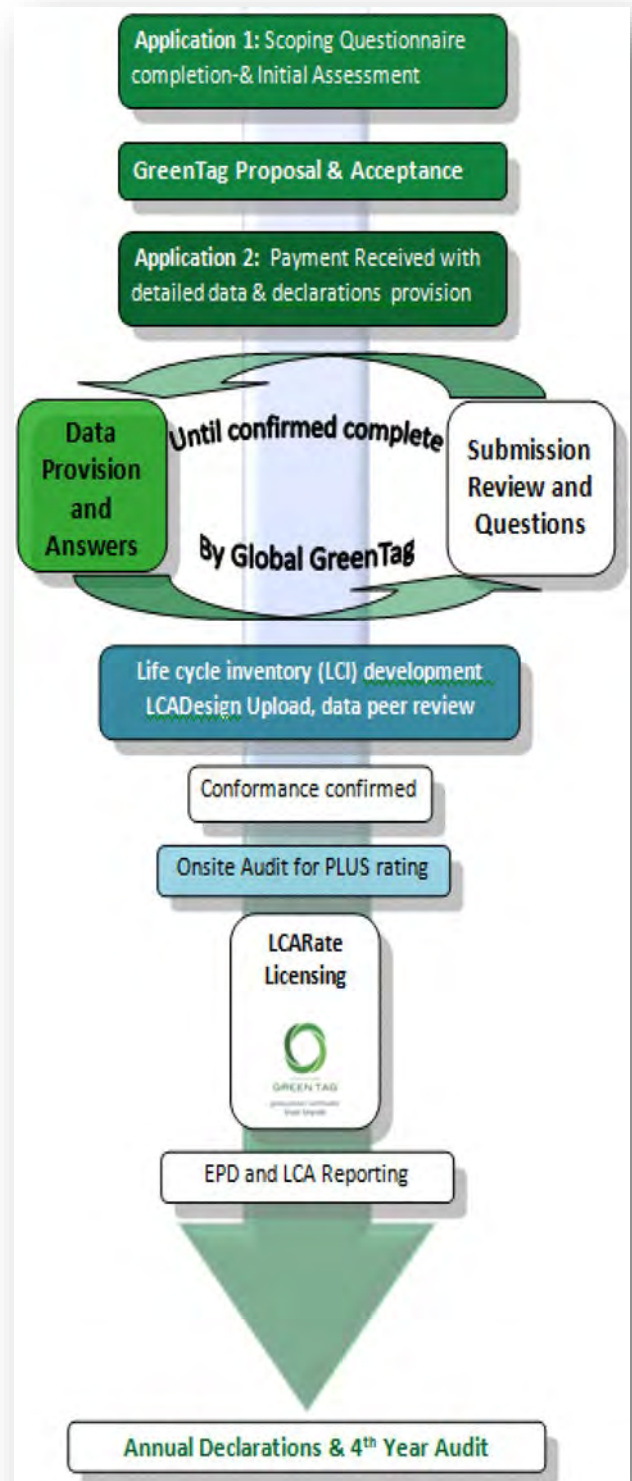 Application 1: Scoping Questionnaire
completion-& Initial Assessment
GreenTag Proposal & Acceptance
Application 2: Payment Received with
detailed data & declarations provision
Data
Provision
and
Answers
Until confirmed complete
By Global GreenTag
Submission
Review and
Questions
Life cycle inventory (LCI) development
LCADesign Upload, data peer review
Conformance confirmed
Onsite Audit for PLUS rating
LCARate
Licensing
GREEN TAG
EPD and LCA Reporting
Annual Declarations & 4th Year Audit